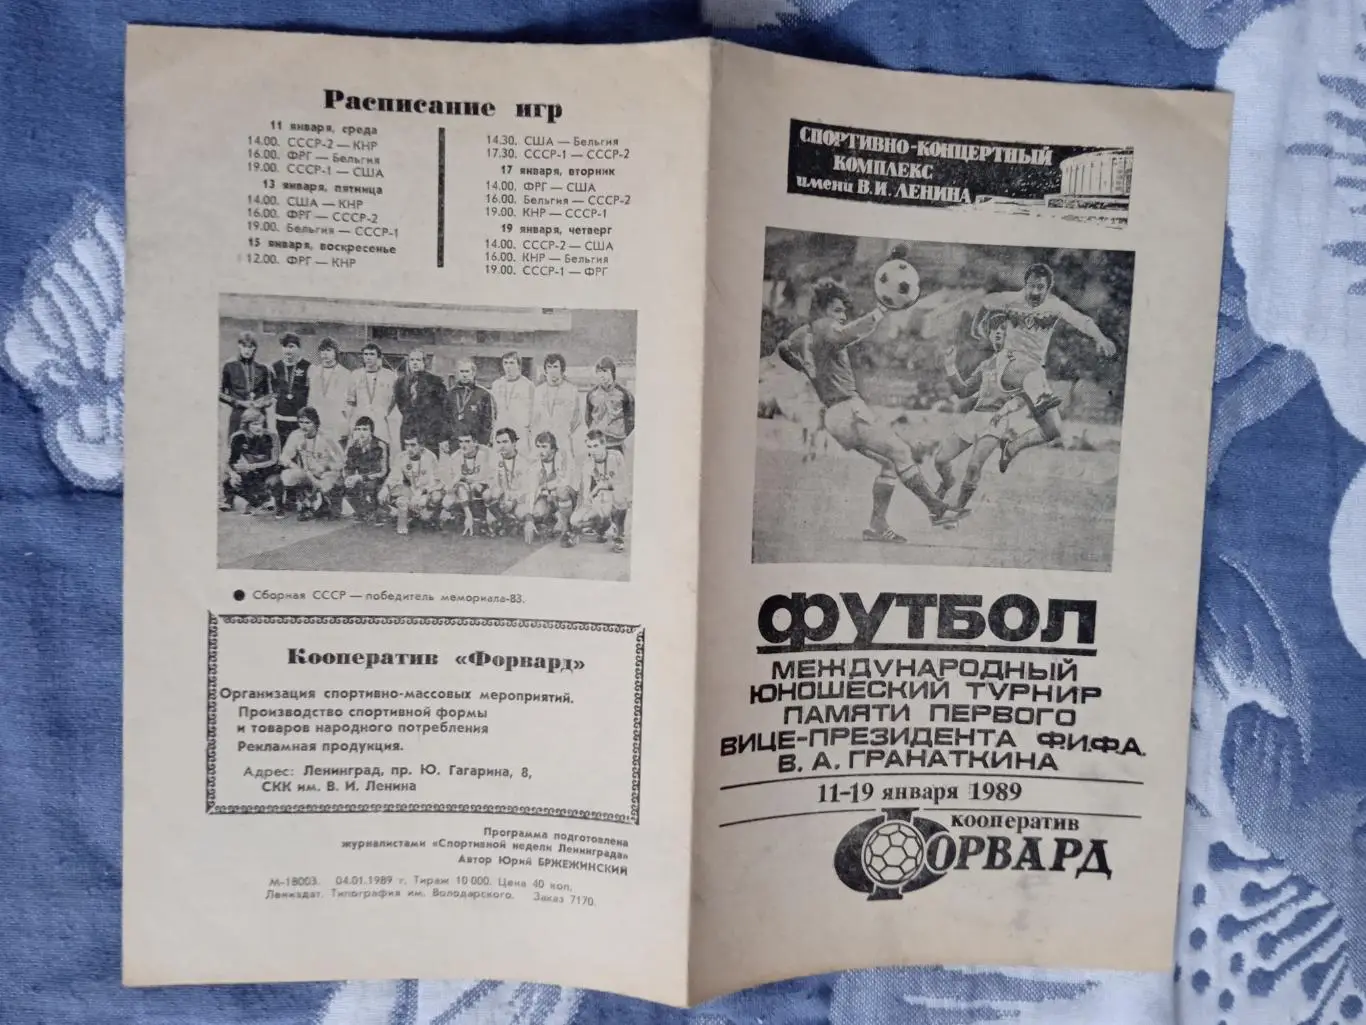 Расписание игр
11 января, среда
14.00. СССР-2 — КНР
16.00. ФРГ — Бельгия
19.00. СССР-1 — США
13 января, пятница
14.00. США — КНР
16.00. ФРГ — СССР-2
19.00. Бельгия — СССР-1
15 января, воскресенье
12.00. ФРГ — КНР
14.30. США — Бельгия
17.30. СССР-1 — СССР-2
17 января, вторник
14.00. ФРГ — США
16.00. Бельгия — СССР-2
19.00. КНР — СССР-1
19 января, четверг
14.00. СССР-2 — США
16.00. КНР — Бельгия
19.00. СССР-1 — ФРГ
● Сборная СССР — победитель мемориала-83.
Кооператив «Форвард»
Организация спортивно-массовых мероприятий.
Производство спортивной формы
и товаров народного потребления
Рекламная продукция.
Адрес: Ленинград, пр. Ю. Гагарина, 8,
СКК им. В. И. Ленина
Программа подготовлена
журналистами «Спортивной недели Ленинграда»
Автор Юрий БРЖЕЖИНСКИЙ
М-18003. 04.01.1989 г. Тираж 10 000. Цена 40 коп.
Лениздат. Типография им. Володарского. Заказ 7170.
СПОРТИВНО-КОНЦЕРТНЫЙ
КОМПЛЕКС
имени В.И. ЛЕНИНА
ФУТБОЛ
МЕЖДУНАРОДНЫЙ
ЮНОШЕСКИЙ ТУРНИР
ПАМЯТИ ПЕРВОГО
ВИЦЕ-ПРЕЗИДЕНТА Ф.И.Ф.А.
В. А. ГРАНАТКИНА
11-19 января 1989
кооператив
ФОРВАРД